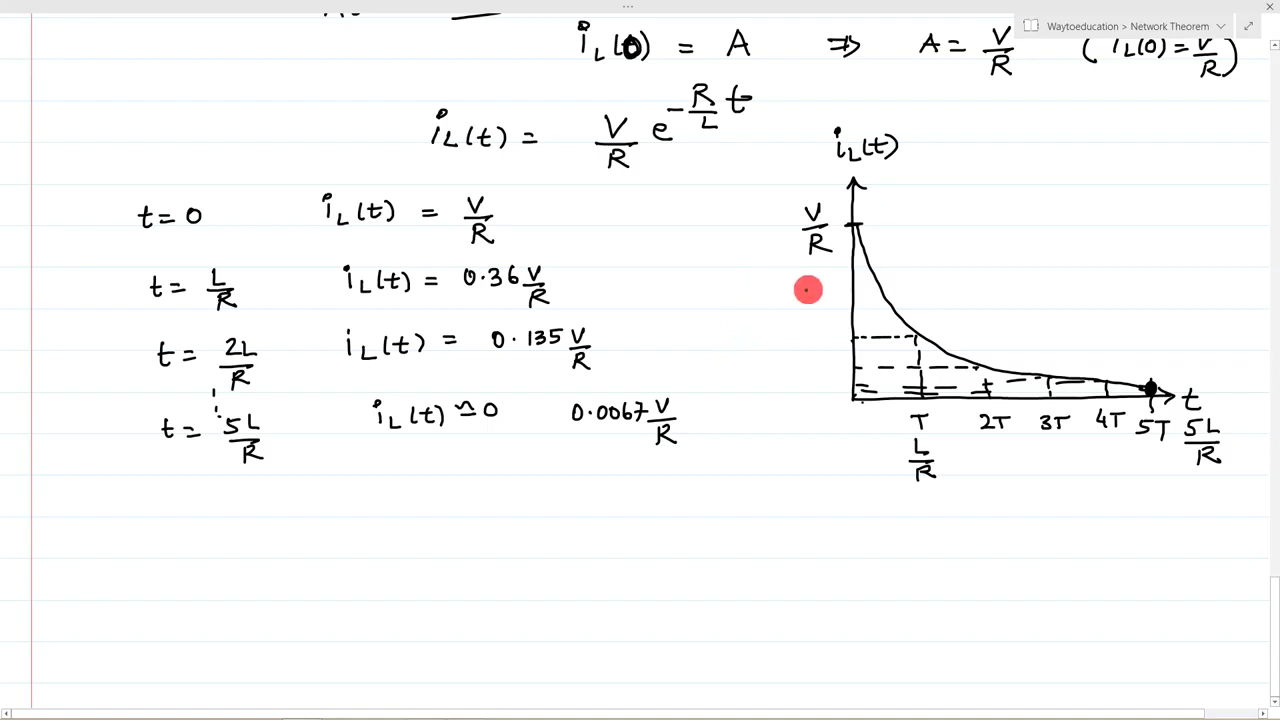 Waytoeducation > Network Theorem
iL(0) = A ⇒ A = V/R (iL(0) = V/R)
iL(t) = V/R e^(-R/L t)
iL(t)
t = 0 iL(t) = V/R
V/R
t = L/R iL(t) = 0.36 V/R
t = 2L/R iL(t) = 0.135 V/R
t = 5L/R iL(t) ≃ 0 0.0067 V/R
T 2T 3T 4T 5T t
L/R 5L/R